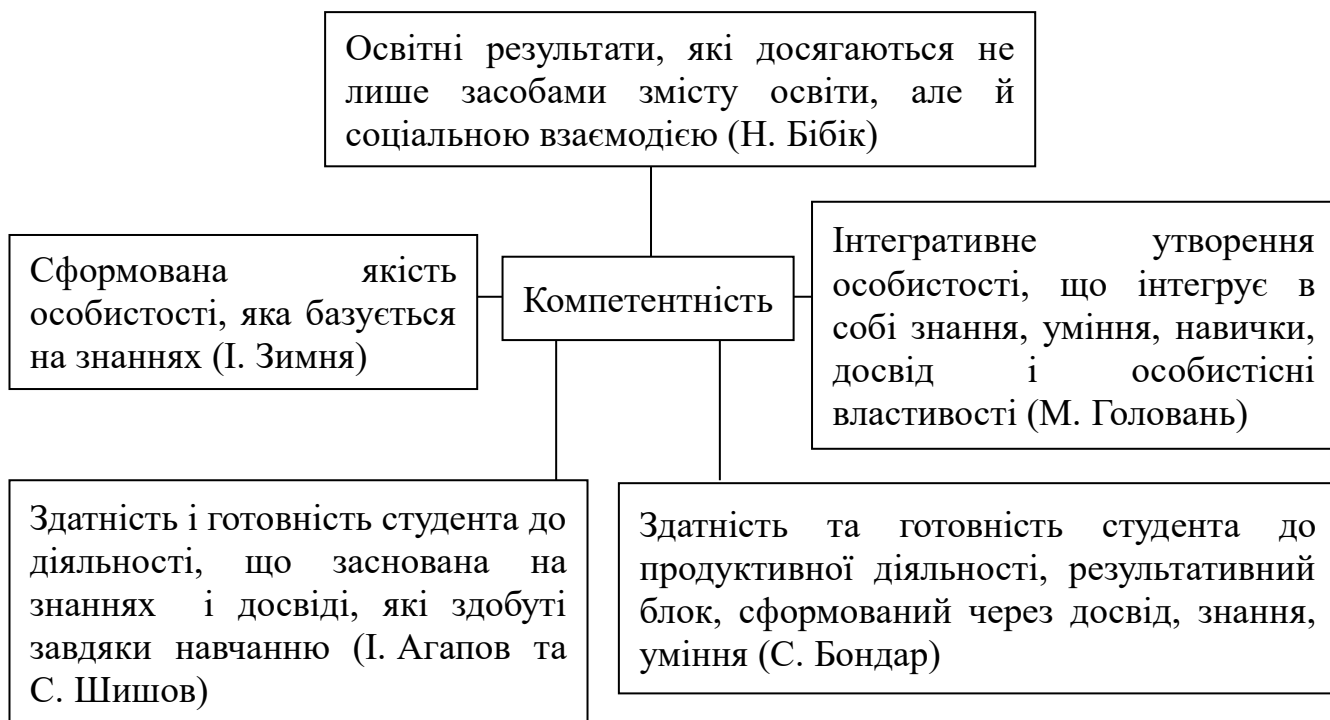 Освітні результати, які досягаються не
лише засобами змісту освіти, але й
соціальною взаємодією (Н. Бібік)
Сформована якість
особистості, яка базується
на знаннях (І. Зимня)
Компетентність
Інтегративне утворення
особистості, що інтегрує в
собі знання, уміння, навички,
досвід і особистісні
властивості (М. Головань)
Здатність і готовність студента до
діяльності, що заснована на
знаннях і досвіді, які здобуті
завдяки навчанню (І. Агапов та
С. Шишов)
Здатність та готовність студента до
продуктивної діяльності, результативний
блок, сформований через досвід, знання,
уміння (С. Бондар)